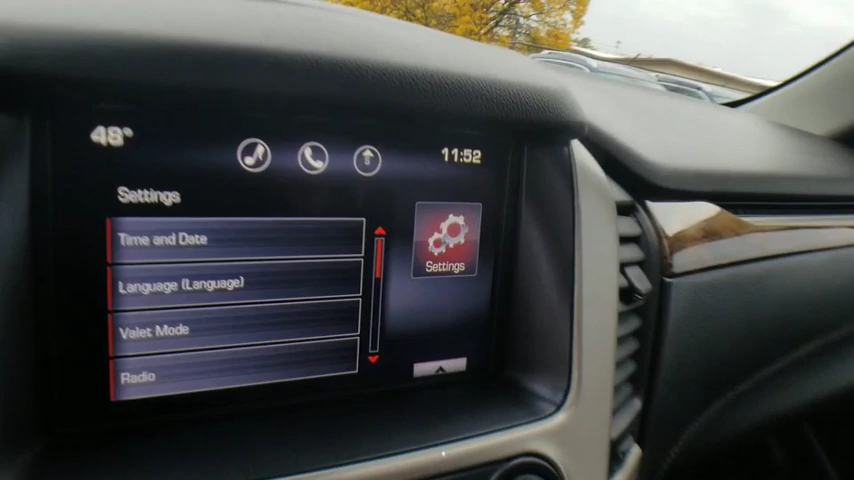 48°
11:52
Settings
Time and Date
Language (Language)
Valet Mode
Radio
Settings